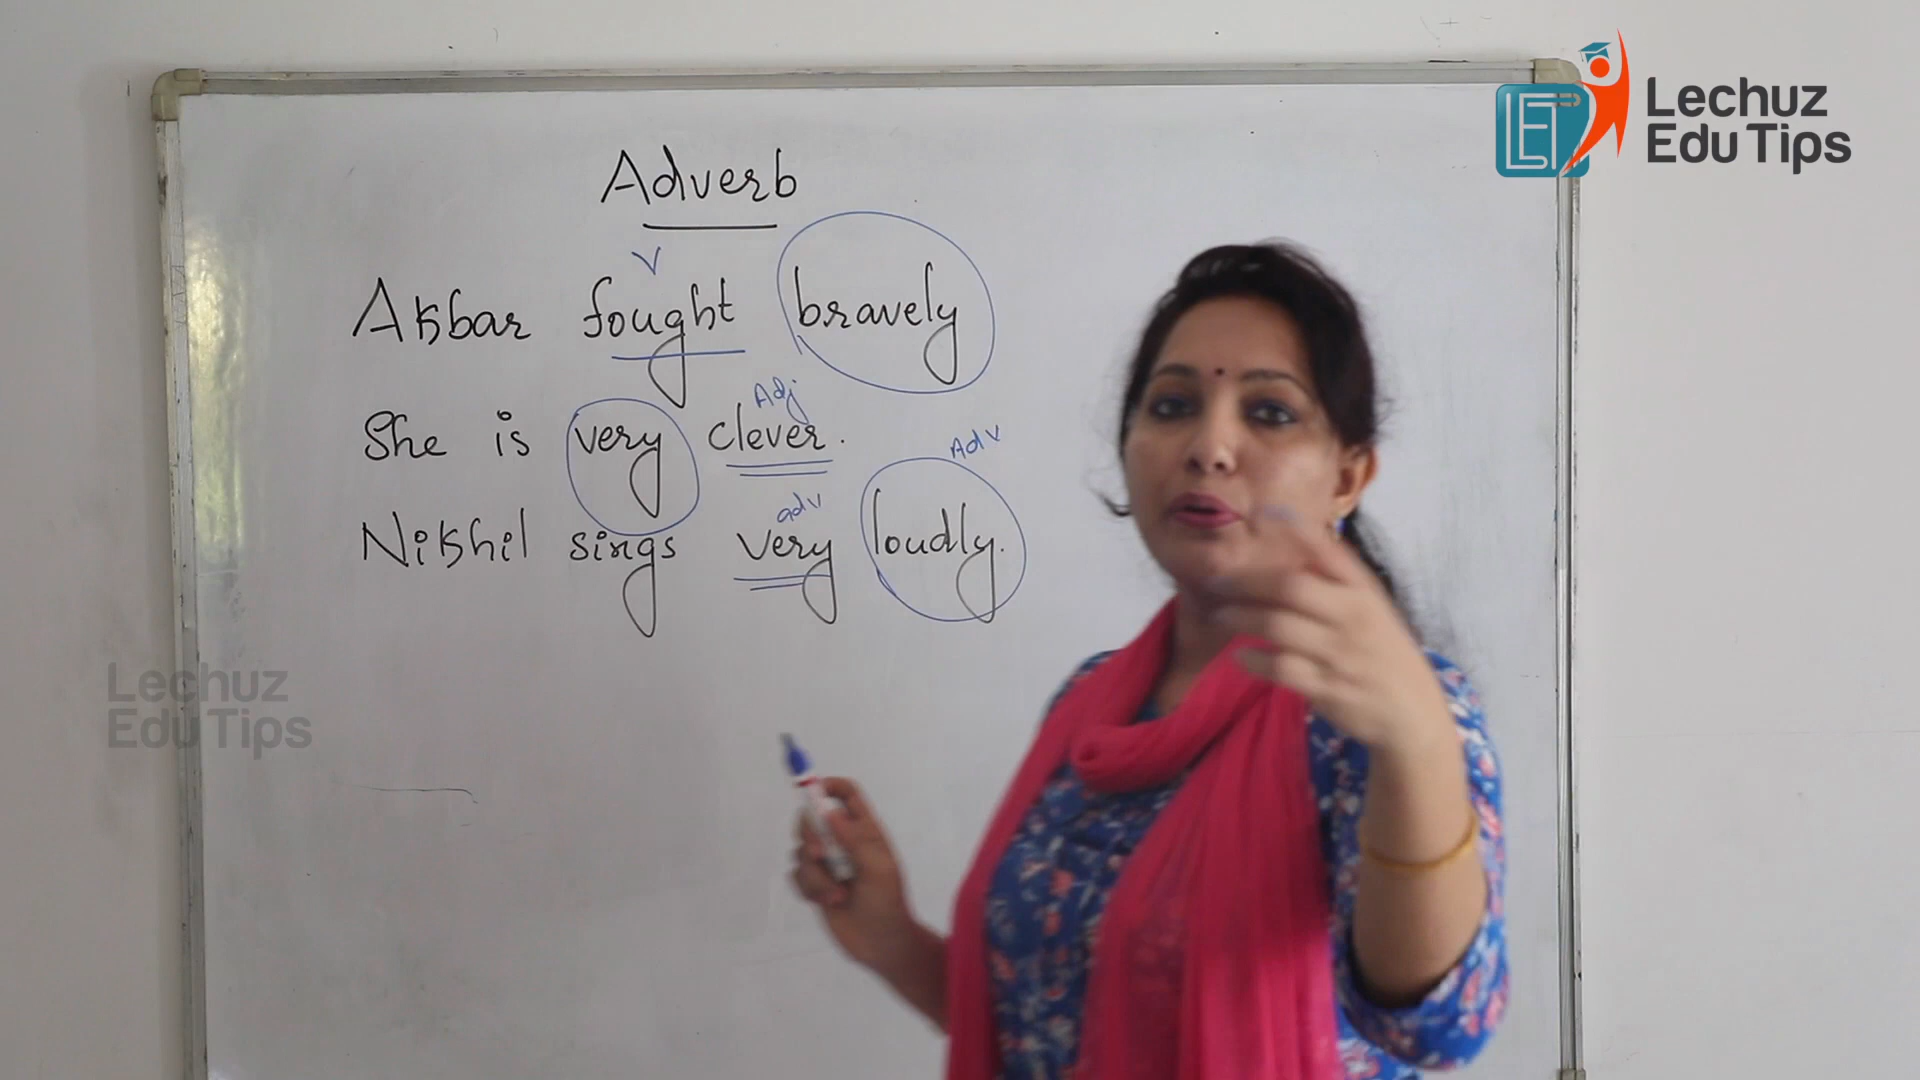 Lechuz
Edu Tips
Adverb
V
Akbar fought bravely
Adj
She is very clever.
Adv
adv
Nikhil sings very loudly.
Lechuz
Edu Tips